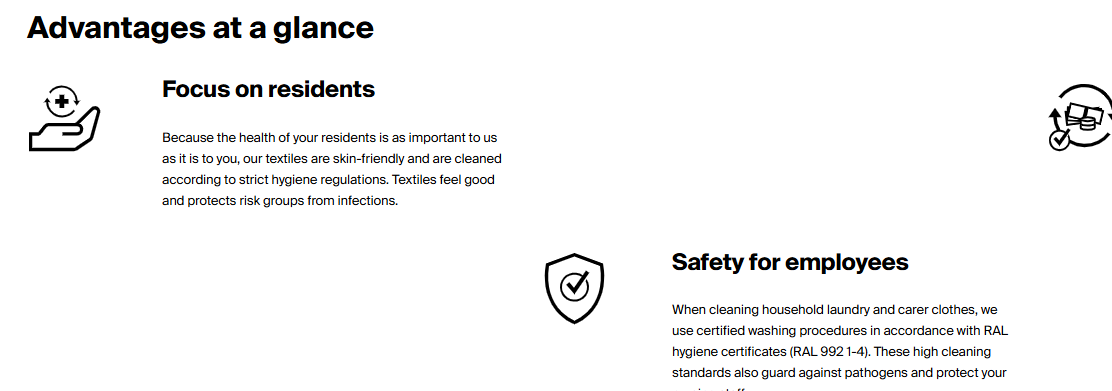 Advantages at a glance
Focus on residents
Because the health of your residents is as important to us
as it is to you, our textiles are skin-friendly and are cleaned
according to strict hygiene regulations. Textiles feel good
and protects risk groups from infections.
Safety for employees
When cleaning household laundry and carer clothes, we
use certified washing procedures in accordance with RAL
hygiene certificates (RAL 992 1-4). These high cleaning
standards also guard against pathogens and protect your